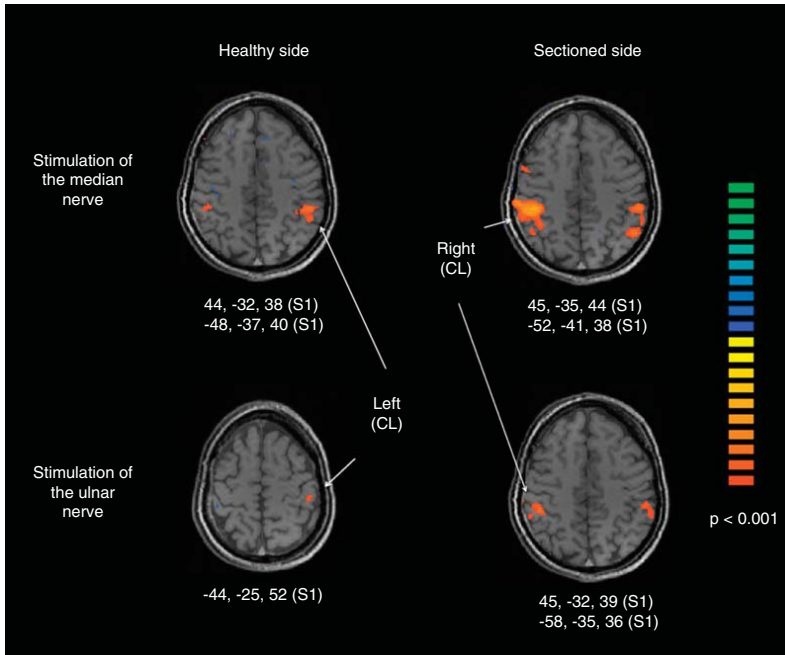 Healthy side
Sectioned side
Stimulation of
the median
nerve
44, -32, 38 (S1)
-48, -37, 40 (S1)
Right
(CL)
45, -35, 44 (S1)
-52, -41, 38 (S1)
Left
(CL)
Stimulation of
the ulnar
nerve
-44, -25, 52 (S1)
45, -32, 39 (S1)
-58, -35, 36 (S1)
p < 0.001